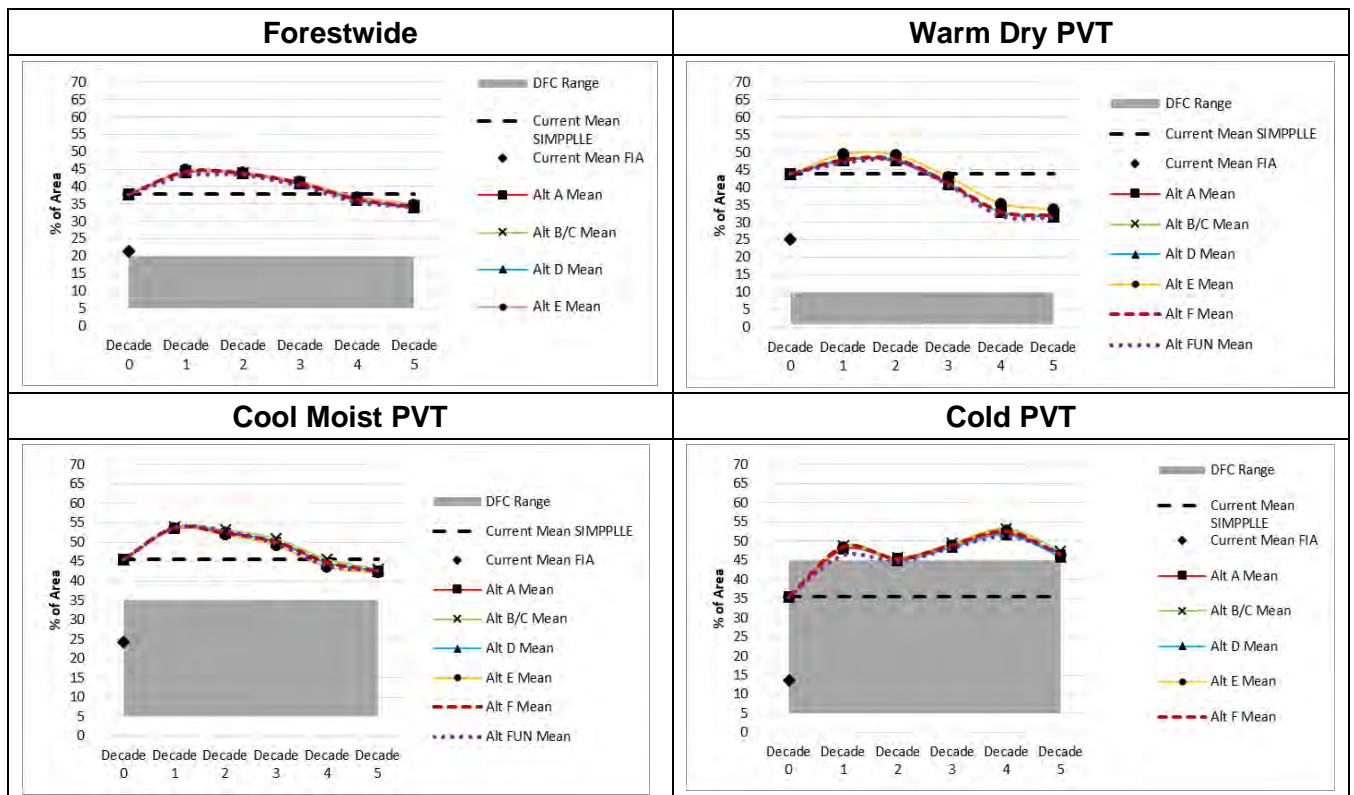 Forestwide
Warm Dry PVT
70
65
60
55
50
45
40
35
30
25
20
15
10
5
0
% of Area
Decade Decade Decade Decade Decade Decade
0 1 2 3 4 5
DFC Range
Current Mean
SIMPPLLE
Current Mean FIA
Alt A Mean
Alt B/C Mean
Alt D Mean
Alt E Mean
70
65
60
55
50
45
40
35
30
25
20
15
10
5
0
% of Area
Decade Decade Decade Decade Decade Decade
0 1 2 3 4 5
DFC Range
Current Mean SIMPPLLE
Current Mean FIA
Alt A Mean
Alt B/C Mean
Alt D Mean
Alt E Mean
Alt F Mean
Alt FUN Mean
Cool Moist PVT
Cold PVT
70
65
60
55
50
45
40
35
30
25
20
15
10
5
0
% of Area
Decade Decade Decade Decade Decade Decade
0 1 2 3 4 5
DFC Range
Current Mean SIMPPLLE
Current Mean FIA
Alt A Mean
Alt B/C Mean
Alt D Mean
Alt E Mean
Alt F Mean
Alt FUN Mean
70
65
60
55
50
45
40
35
30
25
20
15
10
5
0
% of Area
Decade Decade Decade Decade Decade Decade
0 1 2 3 4 5
DFC Range
Current Mean
SIMPPLLE
Current Mean FIA
Alt A Mean
Alt B/C Mean
Alt D Mean
Alt E Mean
Alt F Mean